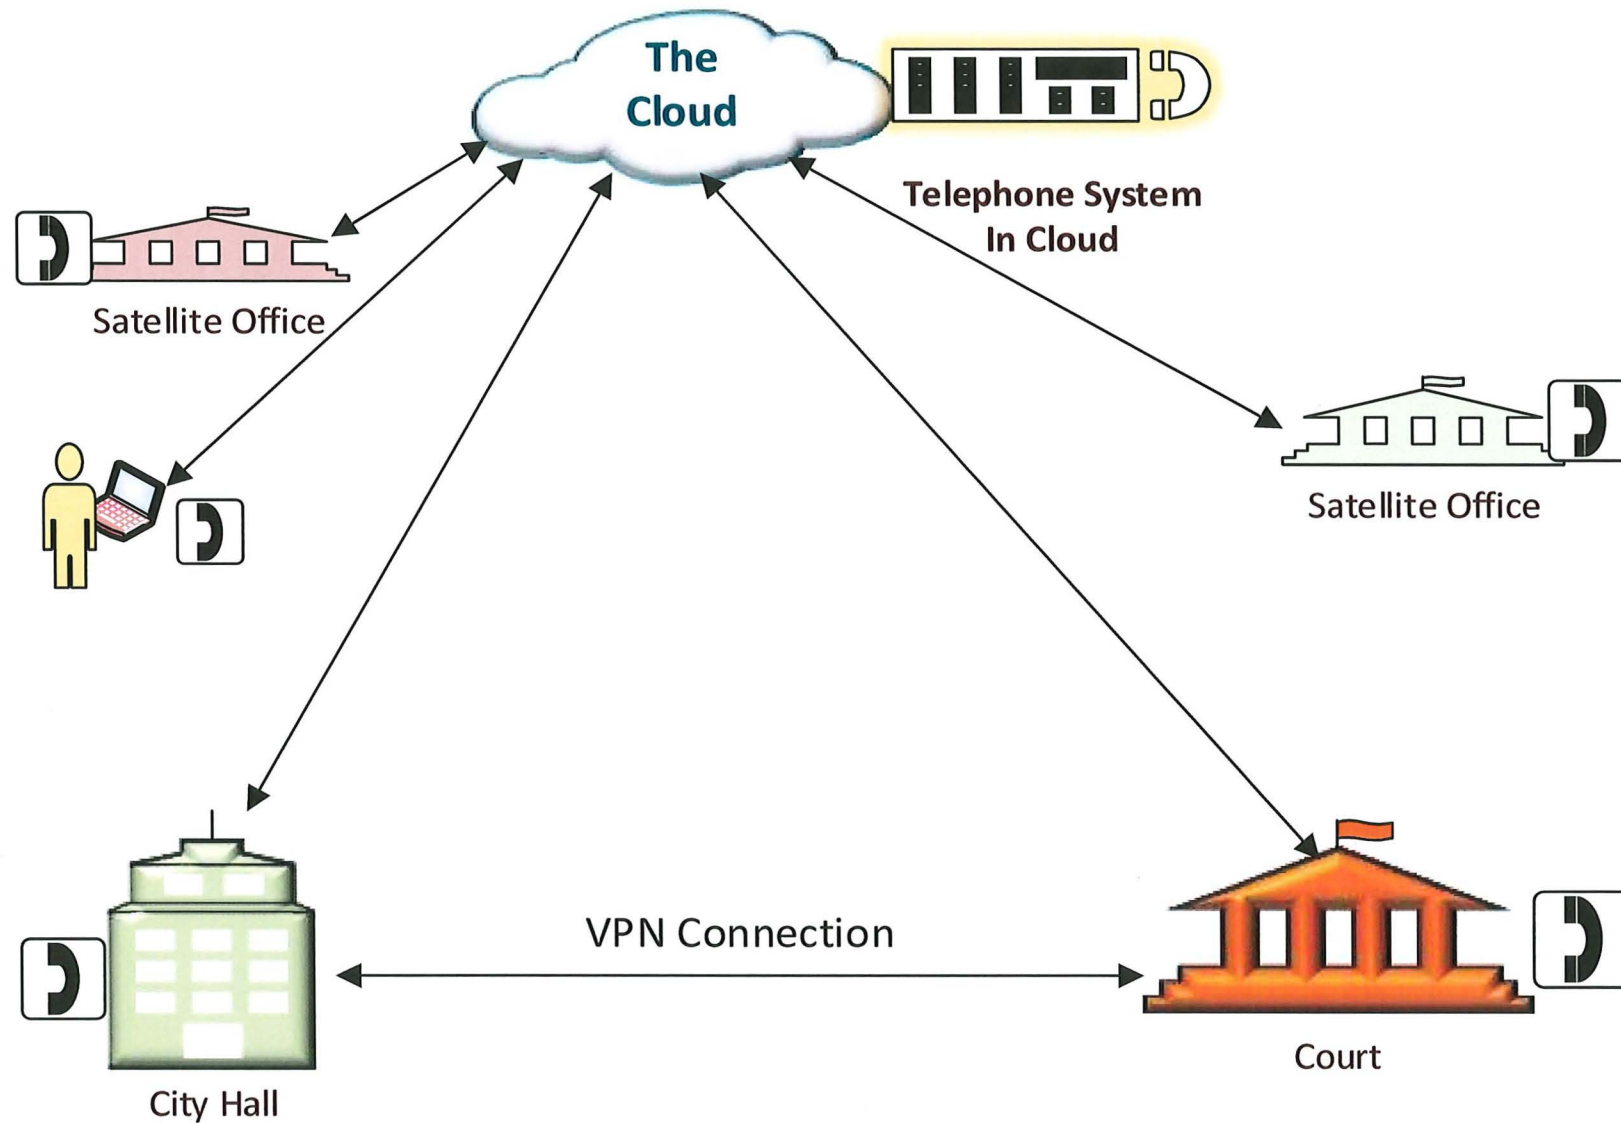 The
Cloud
Telephone System
In Cloud
Satellite Office
Satellite Office
VPN Connection
Court
City Hall